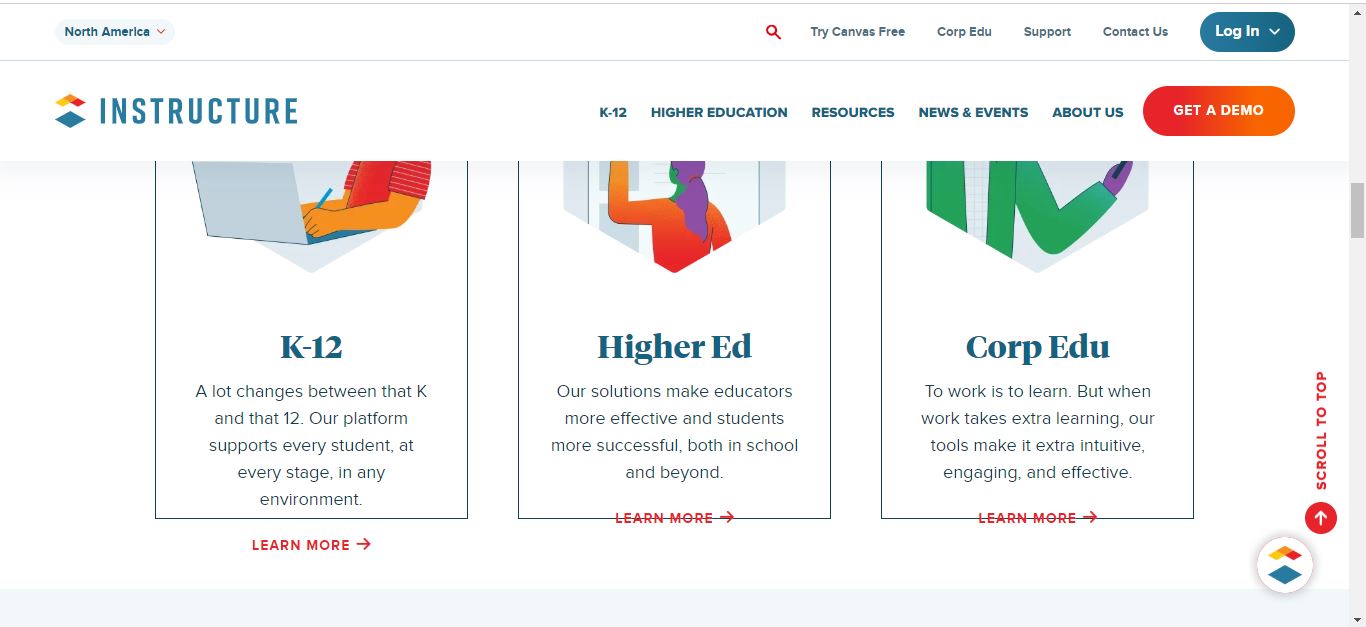 North America
Try Canvas Free
Corp Edu
Support
Contact Us
Log In
INSTRUCTURE
K-12
HIGHER EDUCATION
RESOURCES
NEWS & EVENTS
ABOUT US
GET A DEMO
K-12
A lot changes between that K
and that 12. Our platform
supports every student, at
every stage, in any
environment.
LEARN MORE
Higher Ed
Our solutions make educators
more effective and students
more successful, both in school
and beyond.
LEARN MORE
Corp Edu
To work is to learn. But when
work takes extra learning, our
tools make it extra intuitive,
engaging, and effective.
LEARN MORE
SCROLL TO TOP